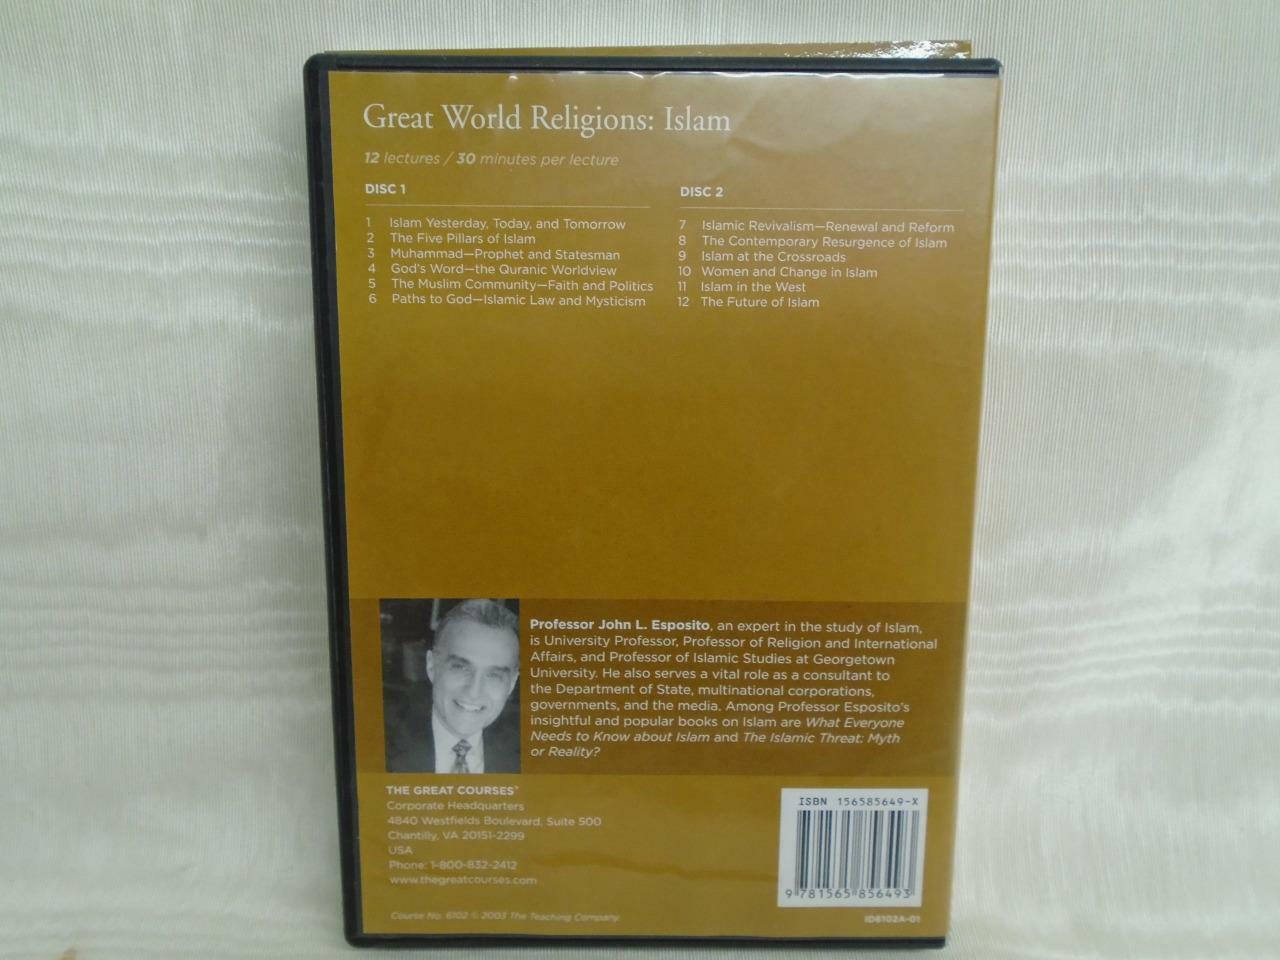 Great World Religions: Islam
12 lectures / 30 minutes per lecture
DISC 1
1 Islam Yesterday, Today, and Tomorrow
2 The Five Pillars of Islam
3 Muhammad—Prophet and Statesman
4 God's Word—the Quranic Worldview
5 The Muslim Community—Faith and Politics
6 Paths to God—Islamic Law and Mysticism
DISC 2
7 Islamic Revivalism—Renewal and Reform
8 The Contemporary Resurgence of Islam
9 Islam at the Crossroads
10 Women and Change in Islam
11 Islam in the West
12 The Future of Islam
Professor John L. Esposito, an expert in the study of Islam,
is University Professor, Professor of Religion and International
Affairs, and Professor of Islamic Studies at Georgetown
University. He also serves a vital role as a consultant to
the Department of State, multinational corporations,
governments, and the media. Among Professor Esposito's
insightful and popular books on Islam are What Everyone
Needs to Know about Islam and The Islamic Threat: Myth
or Reality?
THE GREAT COURSES®
Corporate Headquarters
4840 Westfields Boulevard, Suite 500
Chantilly, VA 20151-2299
USA
Phone: 1-800-832-2412
www.thegreatcourses.com
Course No. 6102 © 2003 The Teaching Company.
ISBN 156585649-X
9 781565 856493
ID6102A-01